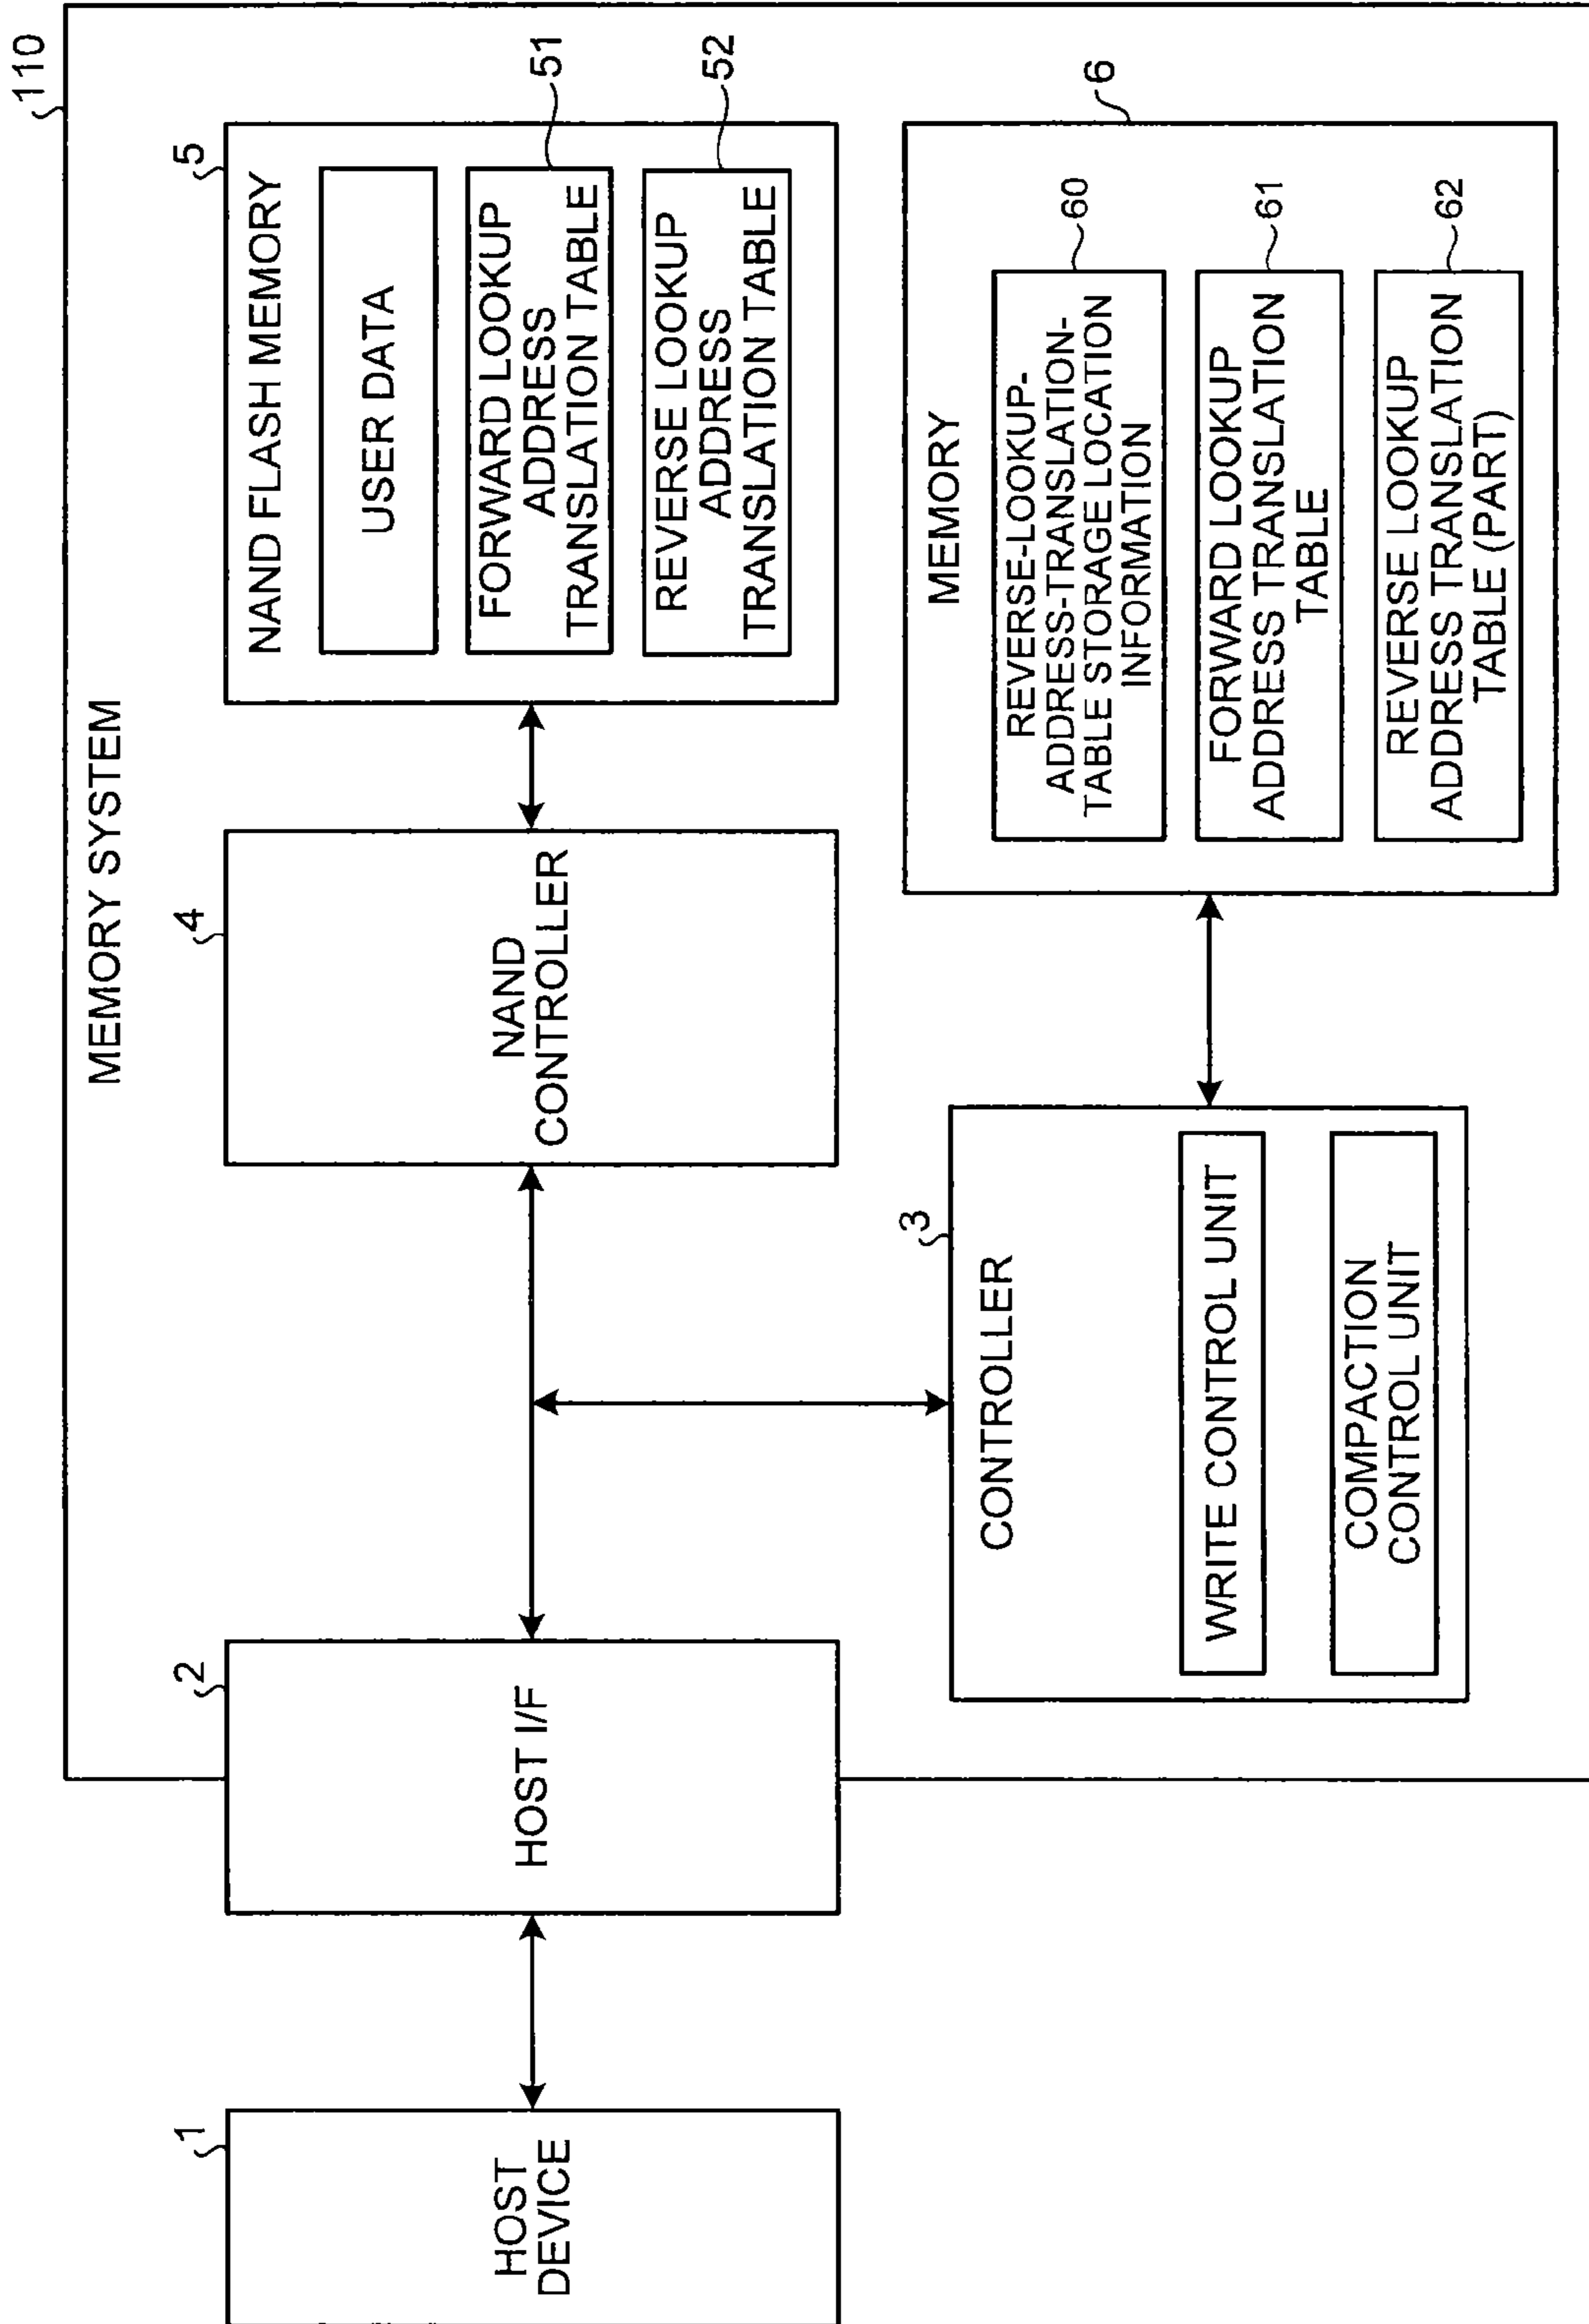 110
MEMORY SYSTEM
1
HOST
DEVICE
2
HOST I/F
4
NAND
CONTROLLER
5
NAND FLASH MEMORY
USER DATA
FORWARD LOOKUP
ADDRESS
TRANSLATION TABLE
51
REVERSE LOOKUP
ADDRESS
TRANSLATION TABLE
52
3
CONTROLLER
WRITE CONTROL UNIT
COMPACTION
CONTROL UNIT
6
MEMORY
REVERSE-LOOKUP-
ADDRESS-TRANSLATION-
TABLE STORAGE LOCATION
INFORMATION
60
FORWARD LOOKUP
ADDRESS TRANSLATION
TABLE
61
REVERSE LOOKUP
ADDRESS TRANSLATION
TABLE (PART)
62